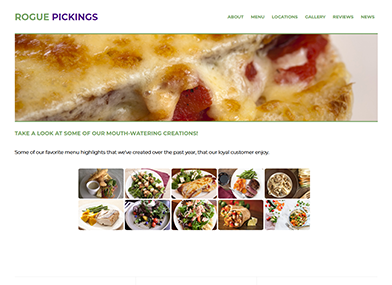 ROGUE PICKINGS
ABOUT MENU LOCATIONS GALLERY REVIEWS NEWS
TAKE A LOOK AT SOME OF OUR MOUTH-WATERING CREATIONS!
Some of our favorite menu highlights that we've created over the past year, that our loyal customer enjoy.